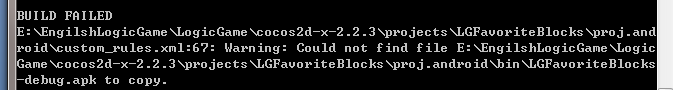 BUILD FAILED
E:\EngilshLogicGame\LogicGame\cocos2d-x-2.2.3\projects\LGFavoriteBlocks\proj.and
roid\custom_rules.xml:67: Warning: Could not find file E:\EngilshLogicGame\Logic
Game\cocos2d-x-2.2.3\projects\LGFavoriteBlocks\proj.android\bin\LGFavoriteBlocks
-debug.apk to copy.